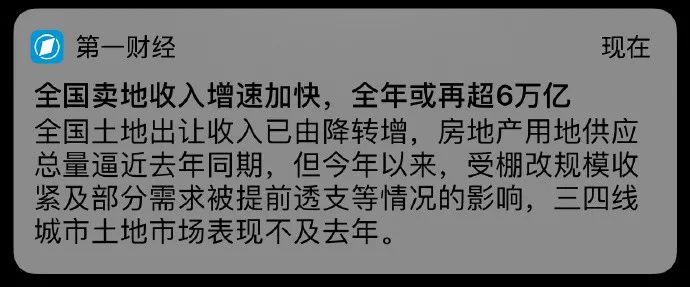 第一财经 现在
全国卖地收入增速加快，全年或再超6万亿
全国土地出让收入已由降转增，房地产用地供应
总量逼近去年同期，但今年以来，受棚改规模收
紧及部分需求被提前透支等情况的影响，三四线
城市土地市场表现不及去年。